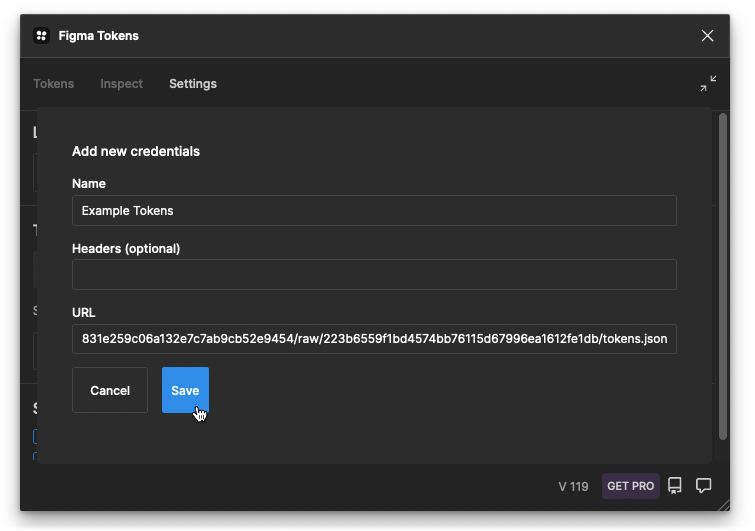 Figma Tokens
Tokens Inspect Settings
Add new credentials
Name
Example Tokens
Headers (optional)
URL
831e259c06a132e7c7ab9cb52e9454/raw/223b6559f1bd4574bb76115d67996ea1612fe1db/tokens.json
Cancel Save
V 119 GET PRO